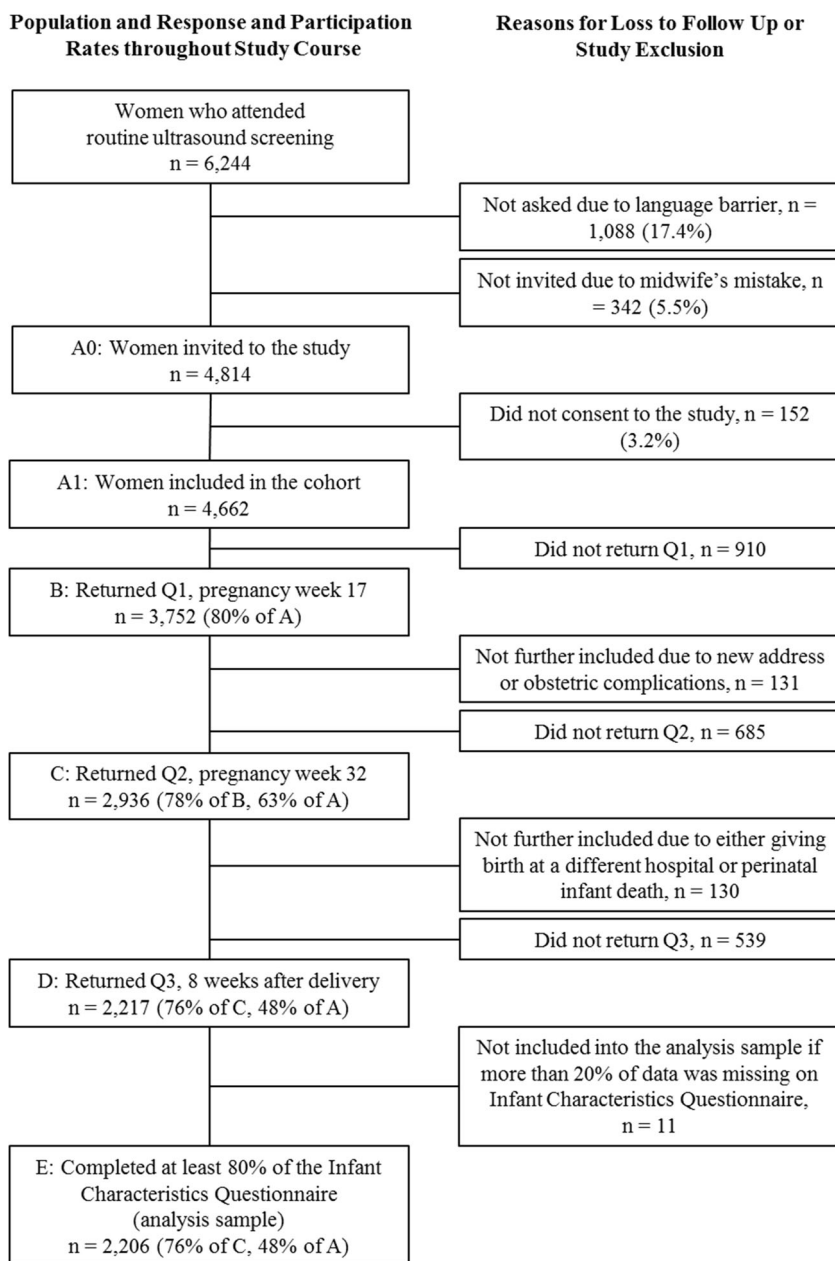 Population and Response and Participation
Rates throughout Study Course
Reasons for Loss to Follow Up or
Study Exclusion
Women who attended
routine ultrasound screening
n = 6,244
Not asked due to language barrier, n =
1,088 (17.4%)
Not invited due to midwife's mistake, n
= 342 (5.5%)
A0: Women invited to the study
n = 4,814
Did not consent to the study, n = 152
(3.2%)
A1: Women included in the cohort
n = 4,662
Did not return Q1, n = 910
B: Returned Q1, pregnancy week 17
n = 3,752 (80% of A)
Not further included due to new address
or obstetric complications, n = 131
Did not return Q2, n = 685
C: Returned Q2, pregnancy week 32
n = 2,936 (78% of B, 63% of A)
Not further included due to either giving
birth at a different hospital or perinatal
infant death, n = 130
Did not return Q3, n = 539
D: Returned Q3, 8 weeks after delivery
n = 2,217 (76% of C, 48% of A)
Not included into the analysis sample if
more than 20% of data was missing on
Infant Characteristics Questionnaire,
n = 11
E: Completed at least 80% of the Infant
Characteristics Questionnaire
(analysis sample)
n = 2,206 (76% of C, 48% of A)